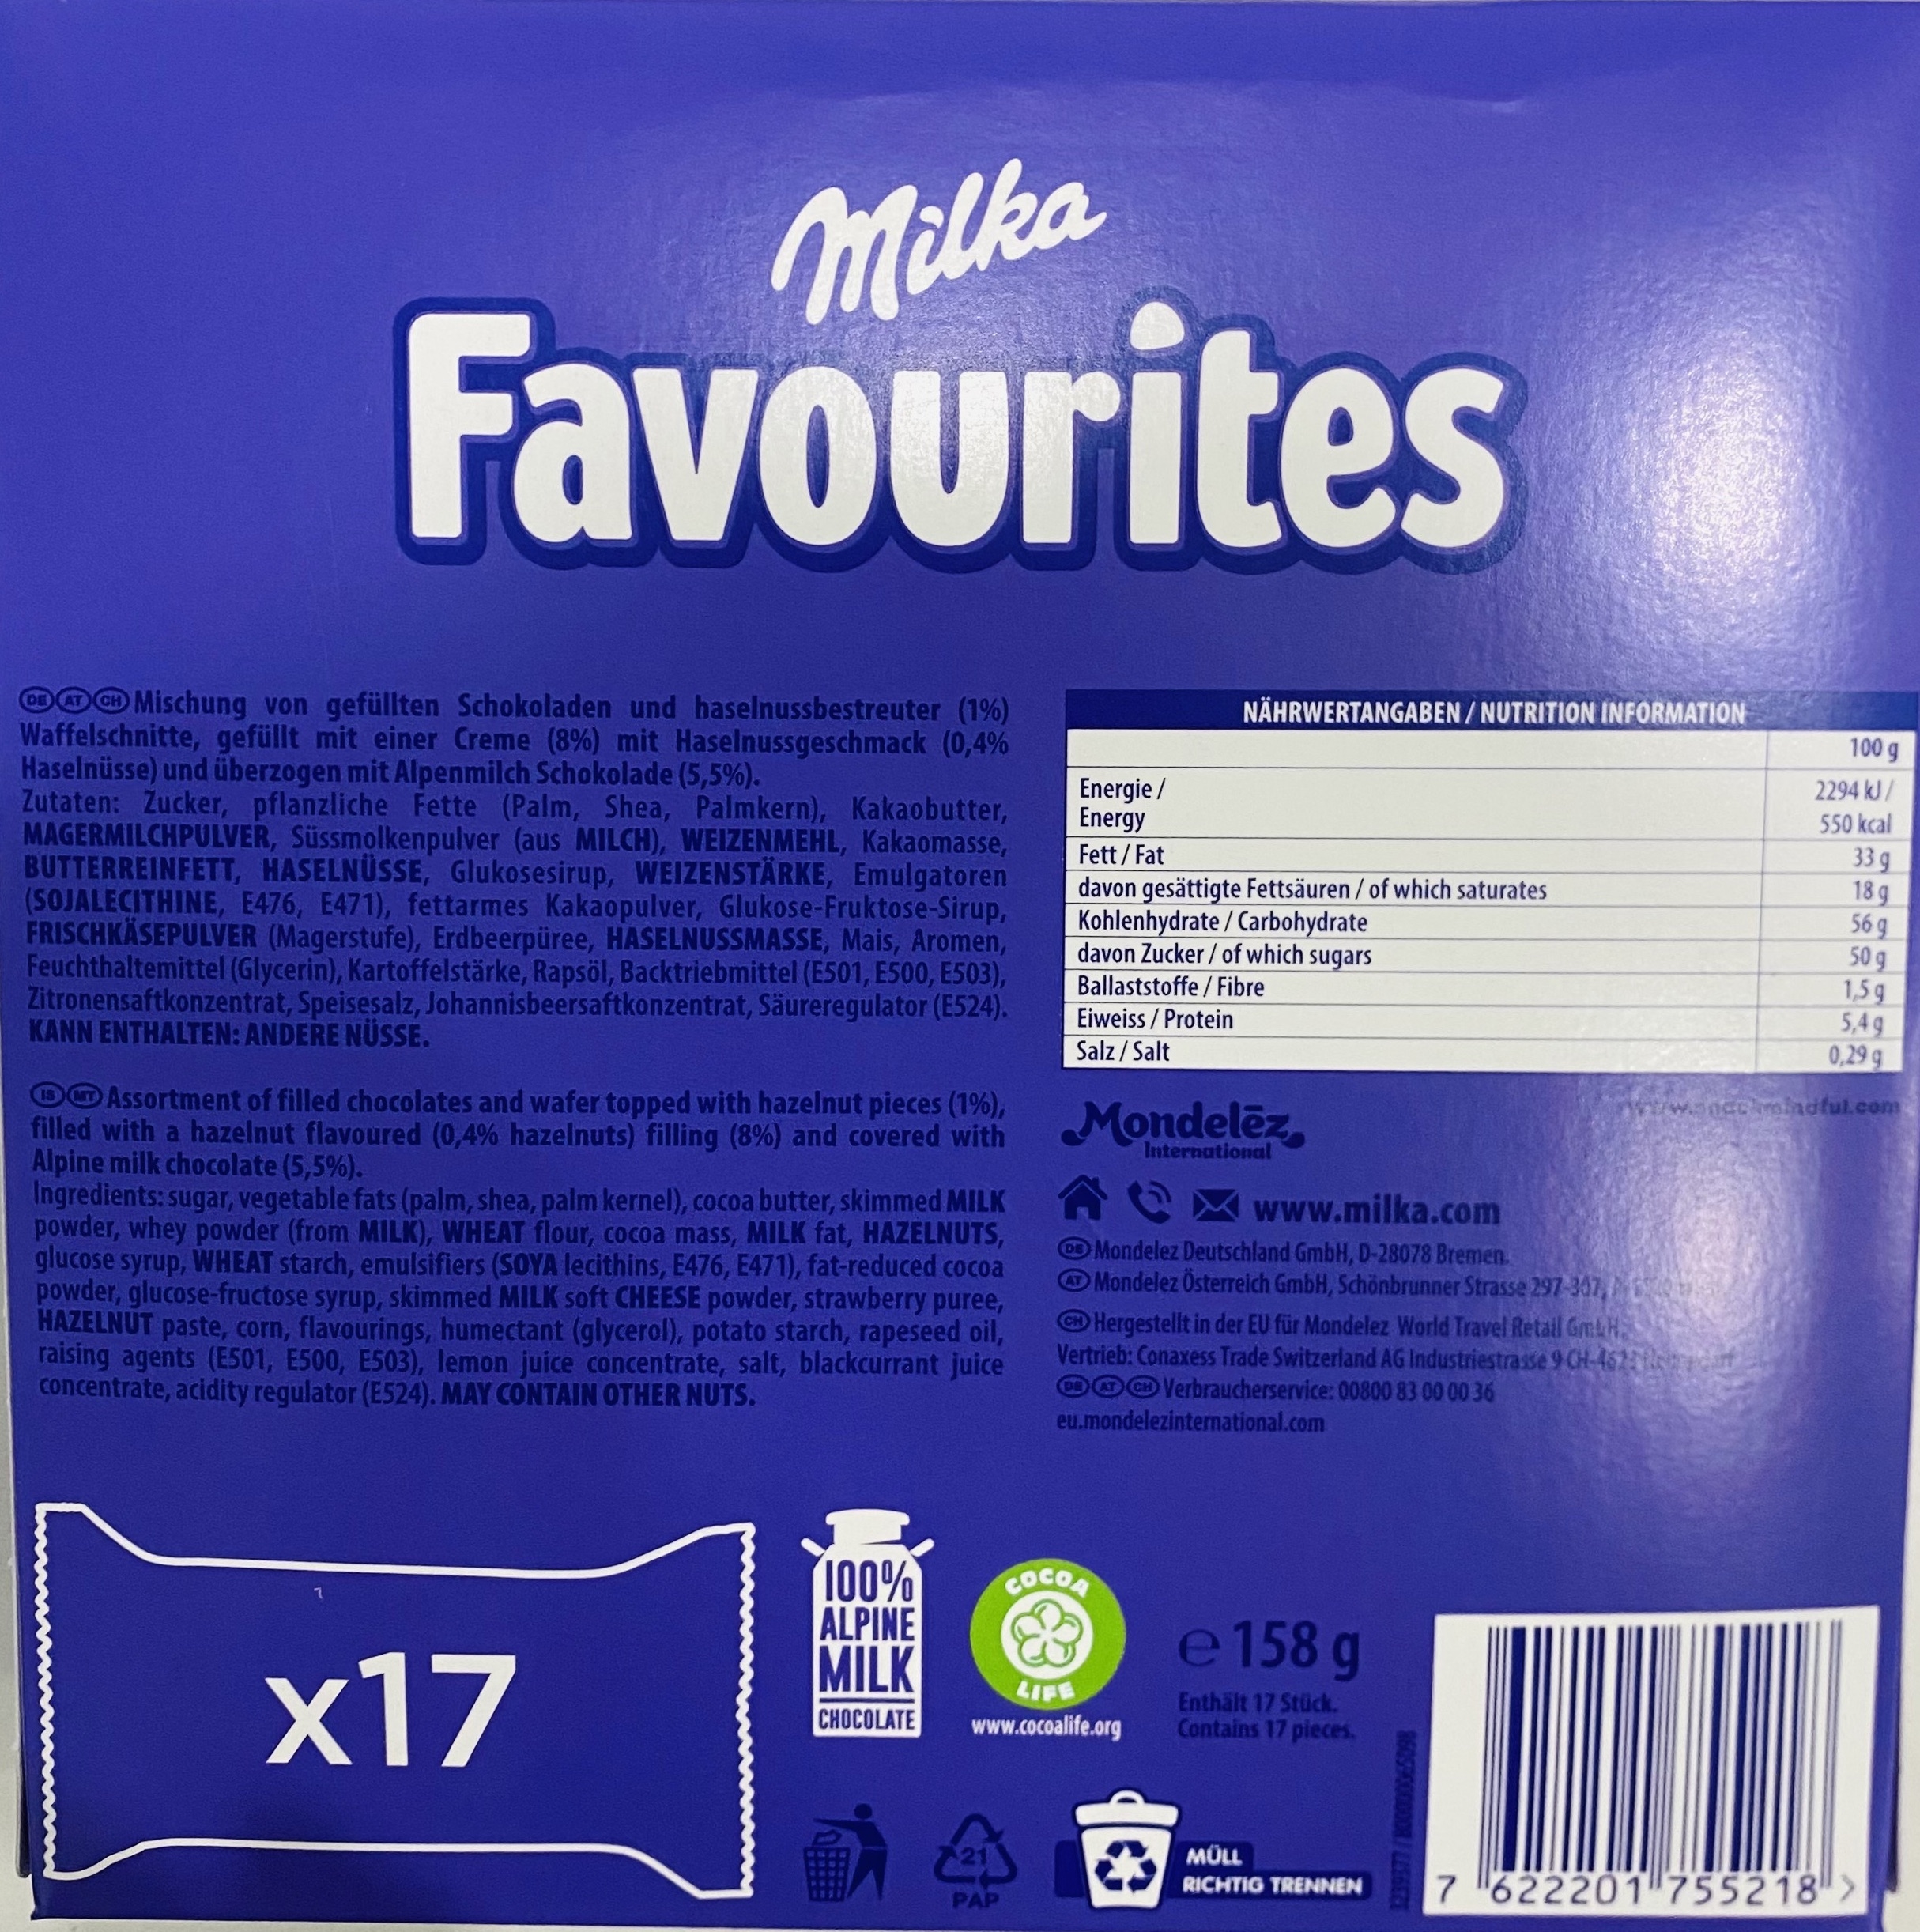 Milka
Favourites
DE AT CH Mischung von gefüllten Schokoladen und haselnussbestreuter (1%)
Waffelschnitte, gefüllt mit einer Creme (8%) mit Haselnussgeschmack (0,4%
Haselnüsse) und überzogen mit Alpenmilch Schokolade (5,5%).
Zutaten: Zucker, pflanzliche Fette (Palm, Shea, Palmkern), Kakaobutter,
MAGERMILCHPULVER, Süssmolkenpulver (aus MILCH), WEIZENMEHL, Kakaomasse,
BUTTERREINFETT, HASELNÜSSE, Glukosesirup, WEIZENSTÄRKE, Emulgatoren
(SOJALECITHINE, E476, E471), fettarmes Kakaopulver, Glukose-Fruktose-Sirup,
FRISCHKÄSEPULVER (Magerstufe), Erdbeerpüree, HASELNUSSMASSE, Mais, Aromen,
Feuchthaltemittel (Glycerin), Kartoffelstärke, Rapsöl, Backtriebmittel (E501, E500, E503),
Zitronensaftkonzentrat, Speisesalz, Johannisbeersaftkonzentrat, Säureregulator (E524).
KANN ENTHALTEN: ANDERE NÜSSE.
IS MT Assortment of filled chocolates and wafer topped with hazelnut pieces (1%),
filled with a hazelnut flavoured (0,4% hazelnuts) filling (8%) and covered with
Alpine milk chocolate (5,5%).
Ingredients: sugar, vegetable fats (palm, shea, palm kernel), cocoa butter, skimmed MILK
powder, whey powder (from MILK), WHEAT flour, cocoa mass, MILK fat, HAZELNUTS,
glucose syrup, WHEAT starch, emulsifiers (SOYA lecithins, E476, E471), fat-reduced cocoa
powder, glucose-fructose syrup, skimmed MILK soft CHEESE powder, strawberry puree,
HAZELNUT paste, corn, flavourings, humectant (glycerol), potato starch, rapeseed oil,
raising agents (E501, E500, E503), lemon juice concentrate, salt, blackcurrant juice
concentrate, acidity regulator (E524). MAY CONTAIN OTHER NUTS.
NÄHRWERTANGABEN / NUTRITION INFORMATION
100 g
Energie / 2294 kJ /
Energy 550 kcal
Fett / Fat 33 g
davon gesättigte Fettsäuren / of which saturates 18 g
Kohlenhydrate / Carbohydrate 56 g
davon Zucker / of which sugars 50 g
Ballaststoffe / Fibre 1,5 g
Eiweiss / Protein 5,4 g
Salz / Salt 0,29 g
www.snackmindful.com
Mondelēz
International
www.milka.com
DE Mondelez Deutschland GmbH, D-28078 Bremen.
AT Mondelez Österreich GmbH, Schönbrunner Strasse 297-307,
CH Hergestellt in der EU für Mondelez World Travel Retail GmbH.
Vertrieb: Conaxess Trade Switzerland AG Industriestrasse 9
DE AT CH Verbraucherservice: 00800 83 00 00 36
eu.mondelezinternational.com
x17
100%
ALPINE
MILK
CHOCOLATE
COCOA
LIFE
www.cocoalife.org
e 158 g
Enthält 17 Stück.
Contains 17 pieces.
21
PAP
MÜLL
RICHTIG TRENNEN
7 622201 755218 >